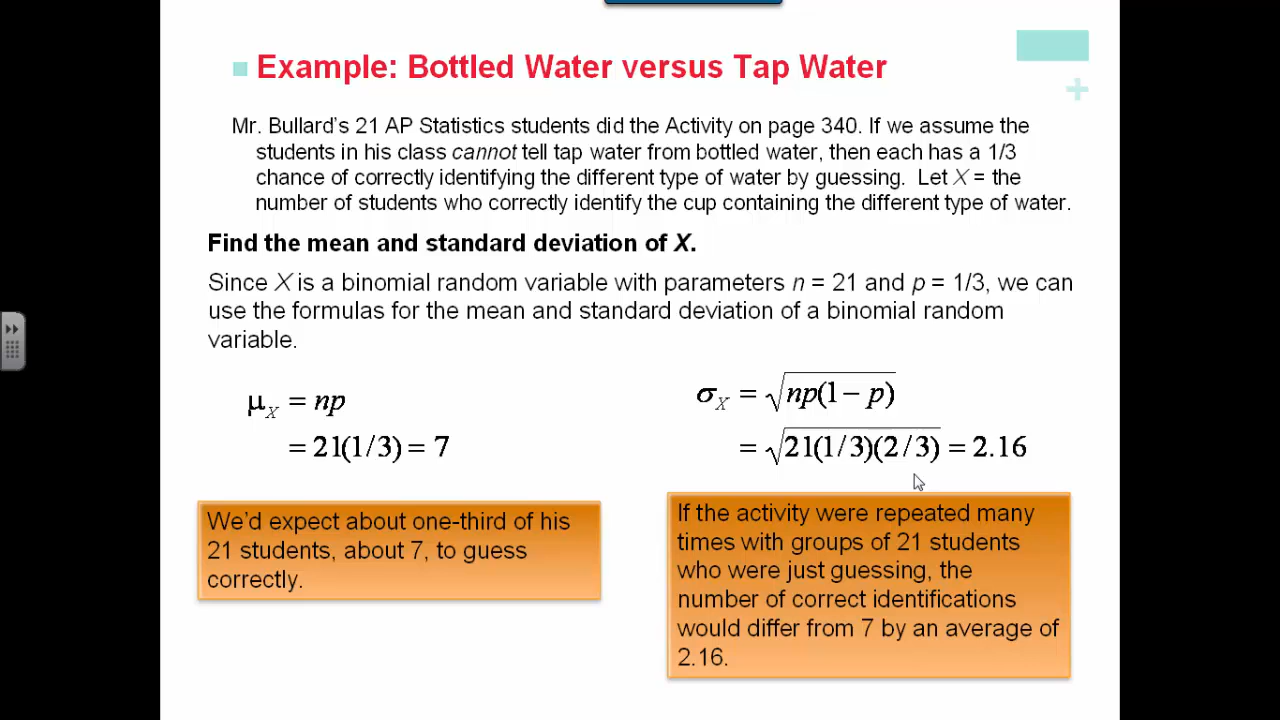 Example: Bottled Water versus Tap Water
Mr. Bullard's 21 AP Statistics students did the Activity on page 340. If we assume the
students in his class cannot tell tap water from bottled water, then each has a 1/3
chance of correctly identifying the different type of water by guessing. Let X = the
number of students who correctly identify the cup containing the different type of water.
Find the mean and standard deviation of X.
Since X is a binomial random variable with parameters n = 21 and p = 1/3, we can
use the formulas for the mean and standard deviation of a binomial random
variable.
μX = np
= 21(1/3) = 7
σX = √np(1 − p)
= √21(1/3)(2/3) = 2.16
We'd expect about one-third of his
21 students, about 7, to guess
correctly.
If the activity were repeated many
times with groups of 21 students
who were just guessing, the
number of correct identifications
would differ from 7 by an average of
2.16.